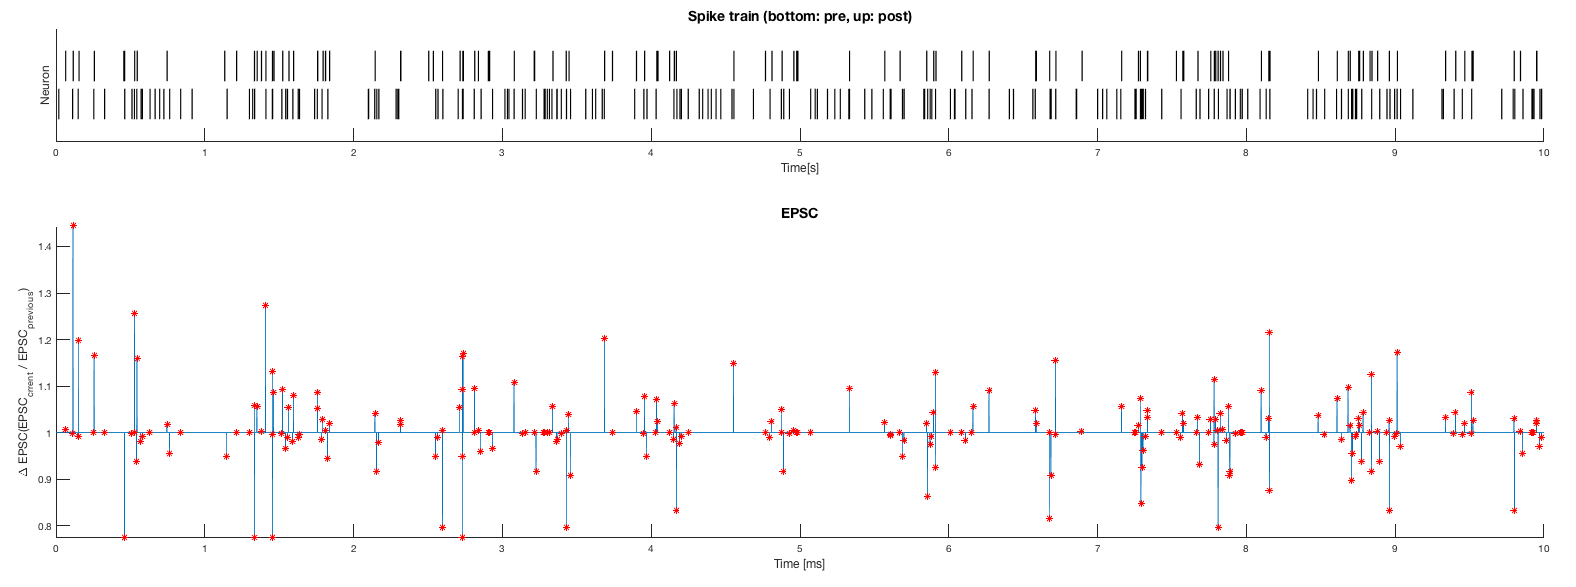 Spike train (bottom: pre, up: post)
Neuron
0 1 2 3 4 5 6 7 8 9 10
Time[s]
EPSC
Δ EPSC(EPSC_crrent / EPSC_previous)
1.4
1.3
1.2
1.1
1
0.9
0.8
0 1 2 3 4 5 6 7 8 9 10
Time [ms]